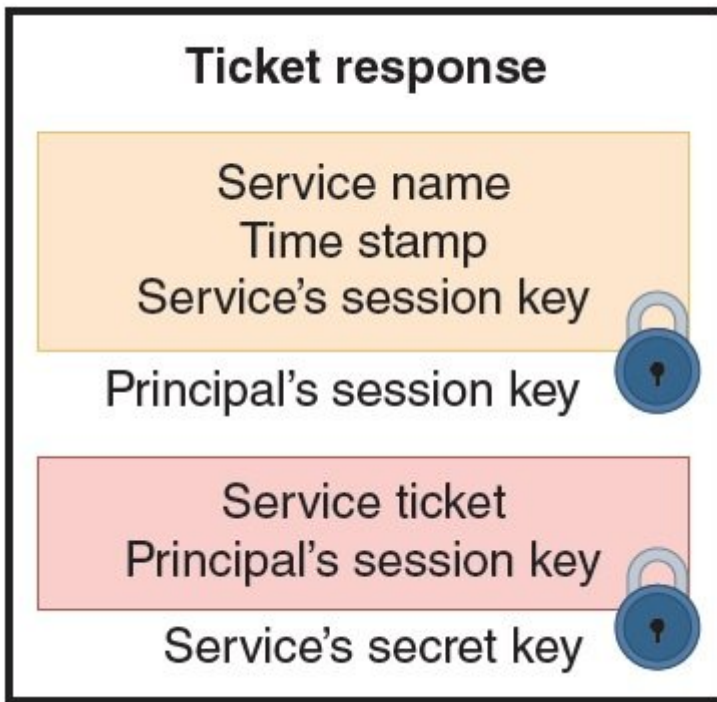 Ticket response
Service name
Time stamp
Service’s session key
Principal’s session key
Service ticket
Principal’s session key
Service’s secret key